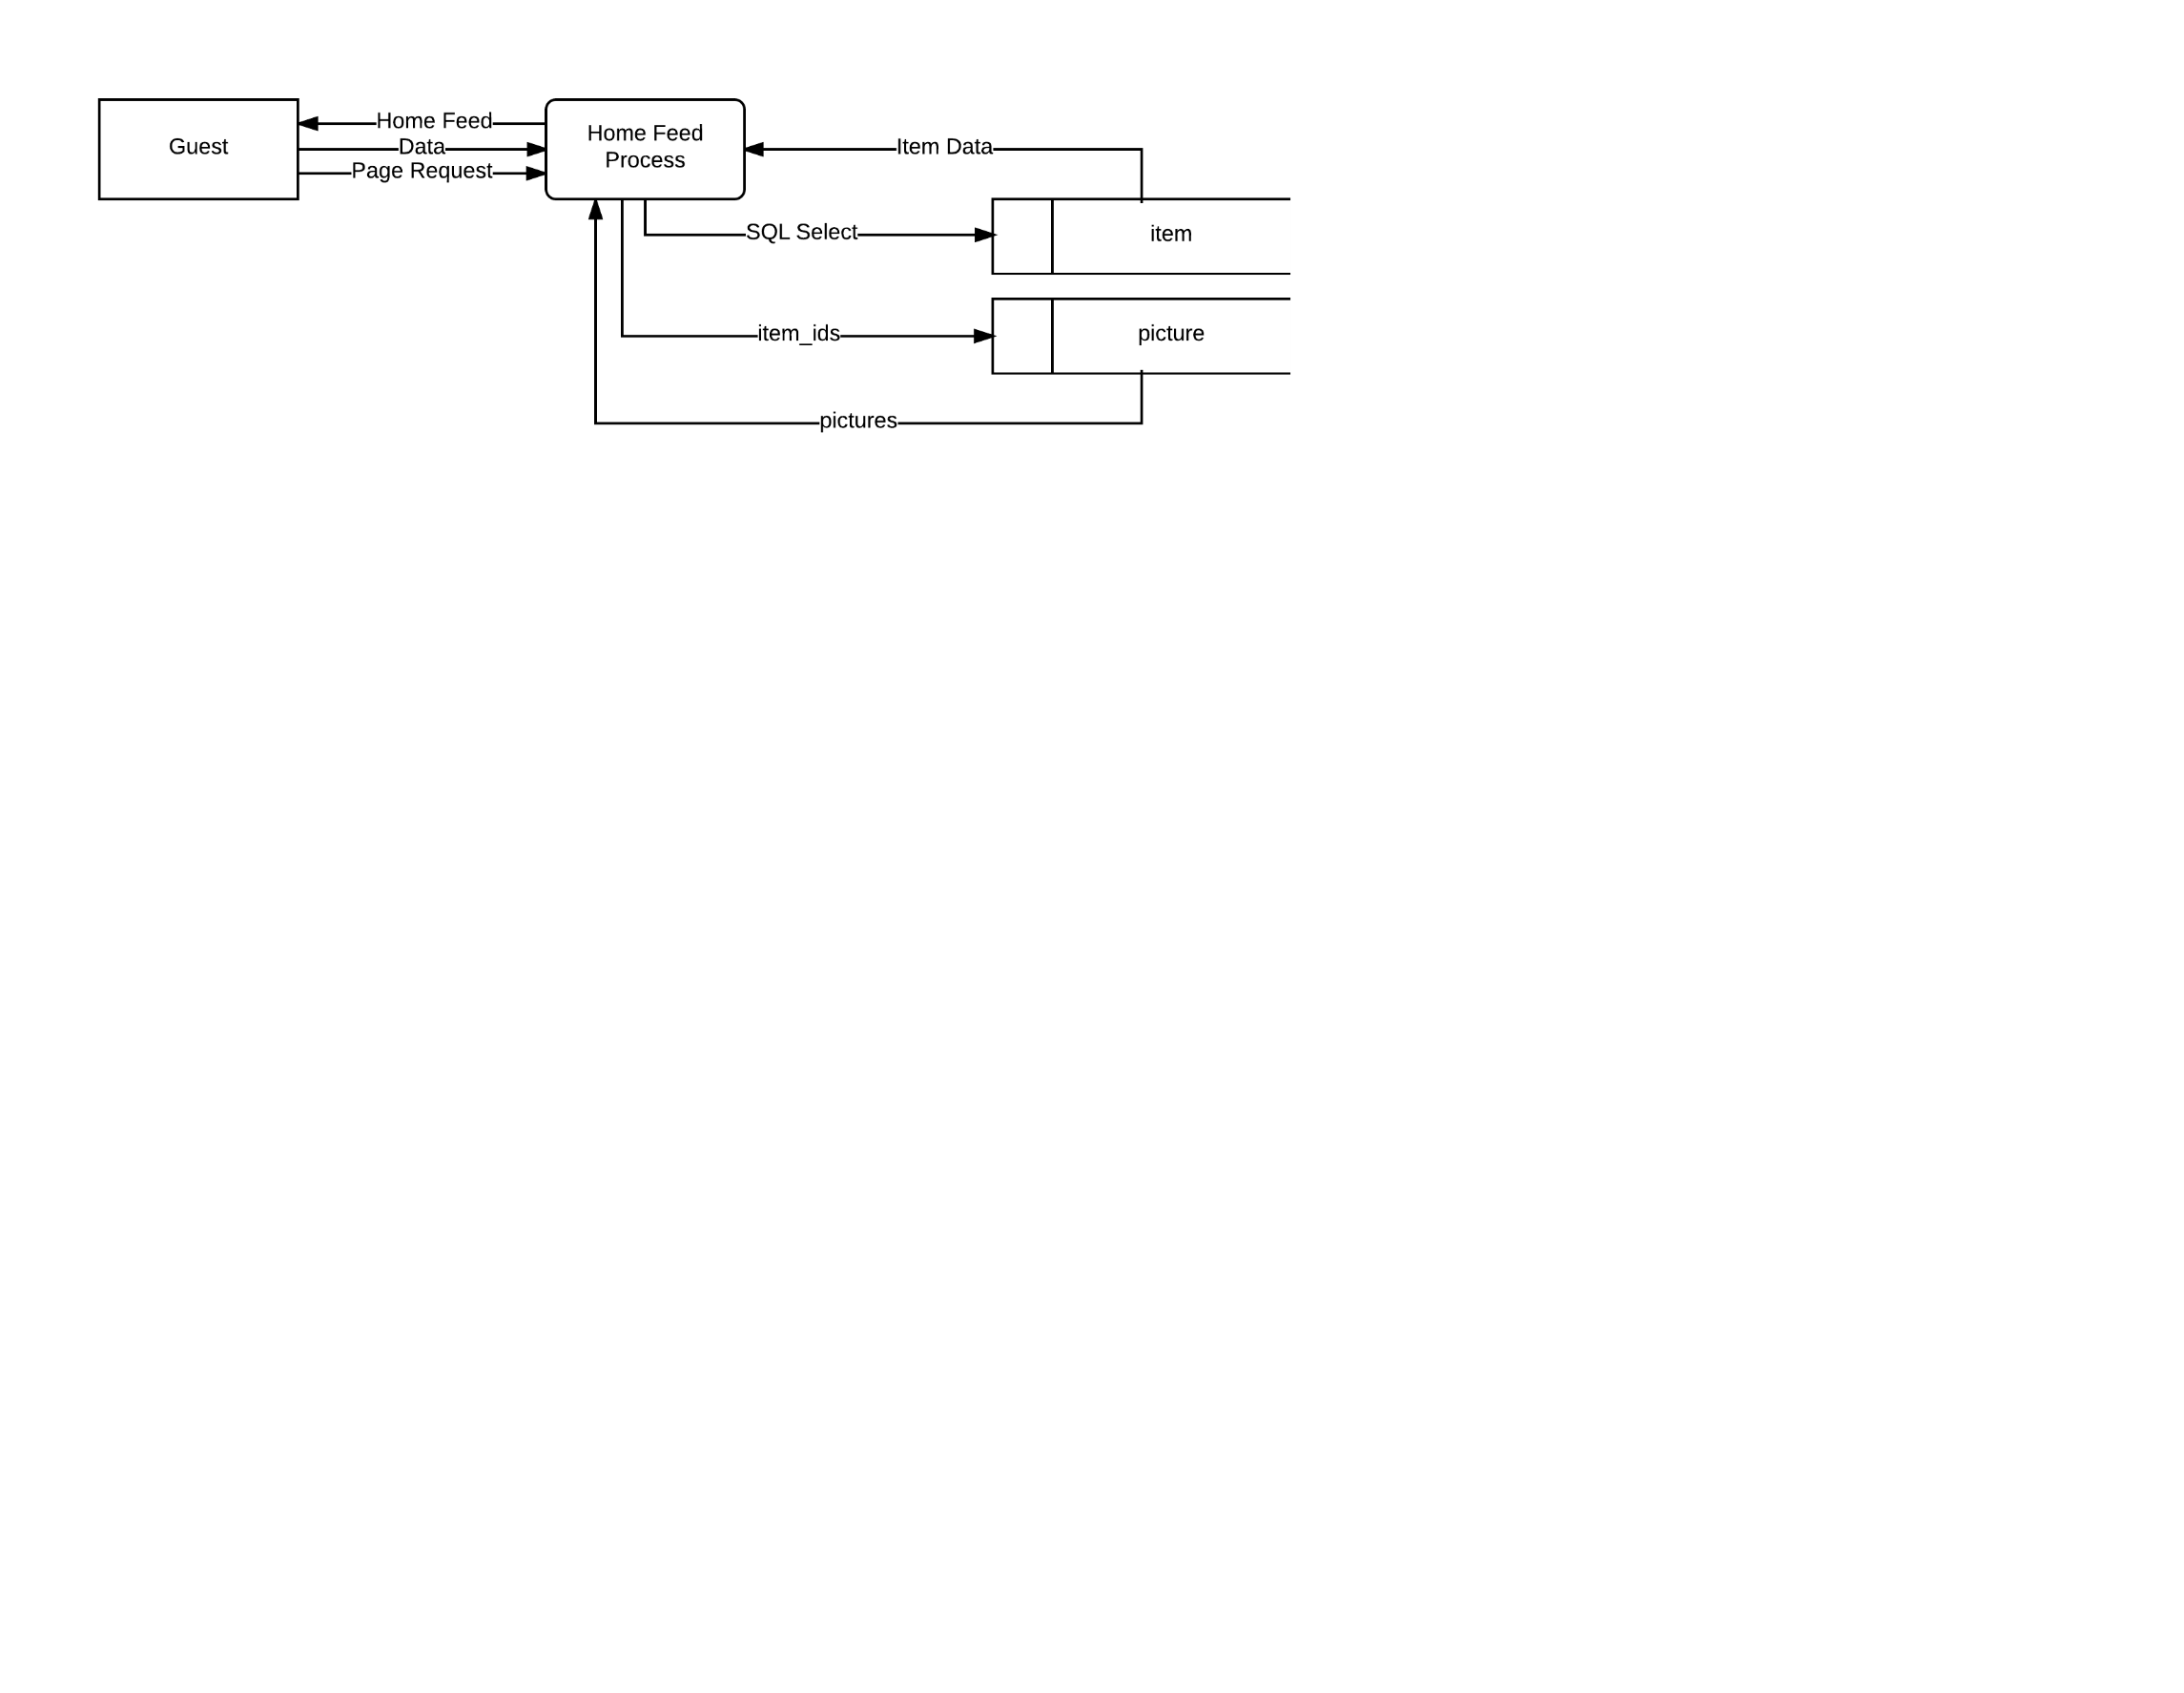 Guest
Home Feed
Data
Page Request
Home Feed
Process
Item Data
SQL Select
item
item_ids
picture
pictures